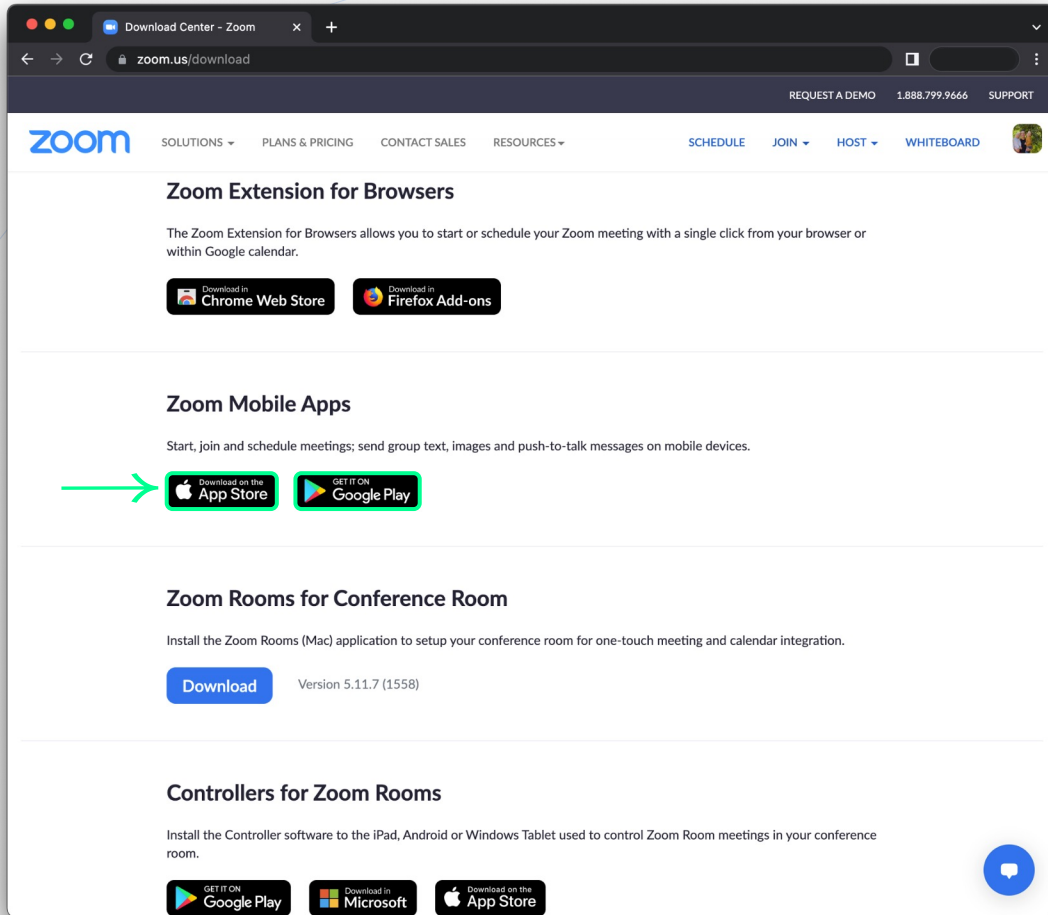 Download Center - Zoom
zoom.us/download
REQUEST A DEMO 1.888.799.9666 SUPPORT
zoom SOLUTIONS PLANS & PRICING CONTACT SALES RESOURCES SCHEDULE JOIN HOST WHITEBOARD
Zoom Extension for Browsers
The Zoom Extension for Browsers allows you to start or schedule your Zoom meeting with a single click from your browser or
within Google calendar.
Download in Chrome Web Store Download in Firefox Add-ons
Zoom Mobile Apps
Start, join and schedule meetings; send group text, images and push-to-talk messages on mobile devices.
Download on the App Store GET IT ON Google Play
Zoom Rooms for Conference Room
Install the Zoom Rooms (Mac) application to setup your conference room for one-touch meeting and calendar integration.
Download Version 5.11.7 (1558)
Controllers for Zoom Rooms
Install the Controller software to the iPad, Android or Windows Tablet used to control Zoom Room meetings in your conference
room.
GET IT ON Google Play Download in Microsoft Download on the App Store